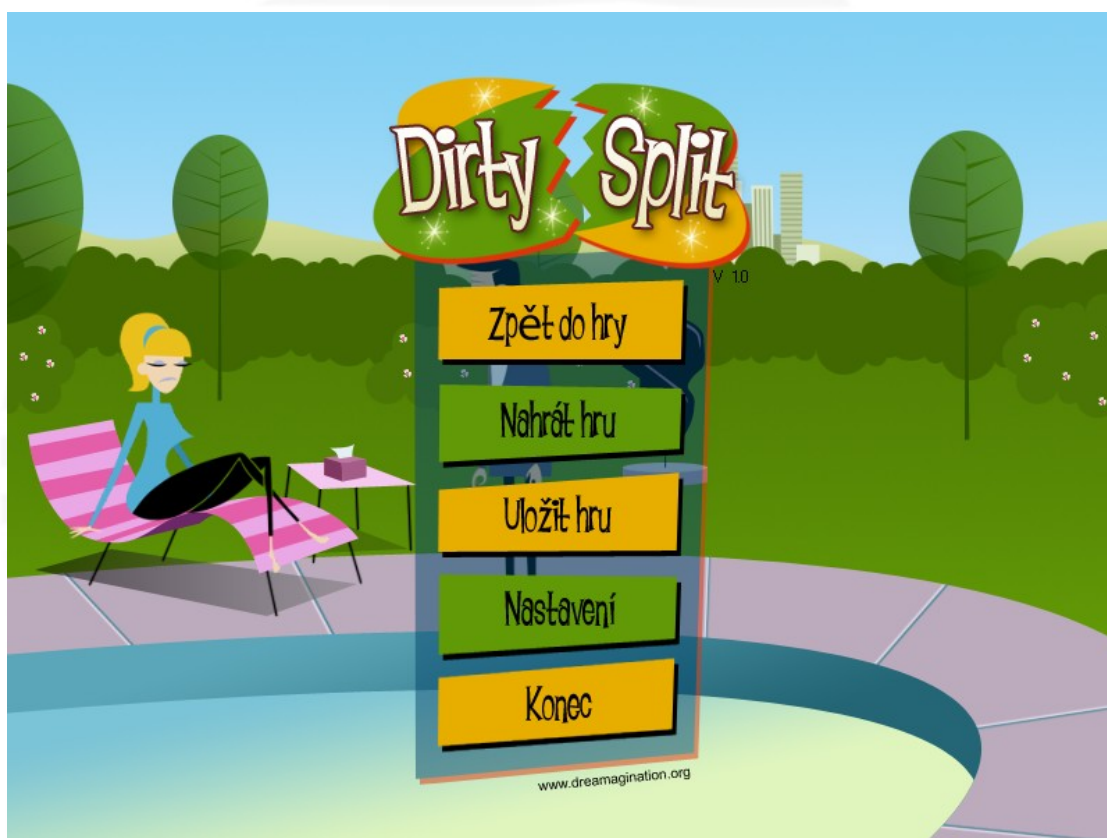 Dirty Split
V 1.0
Zpět do hry
Nahrát hru
Uložit hru
Nastavení
Konec
www.dreamagination.org